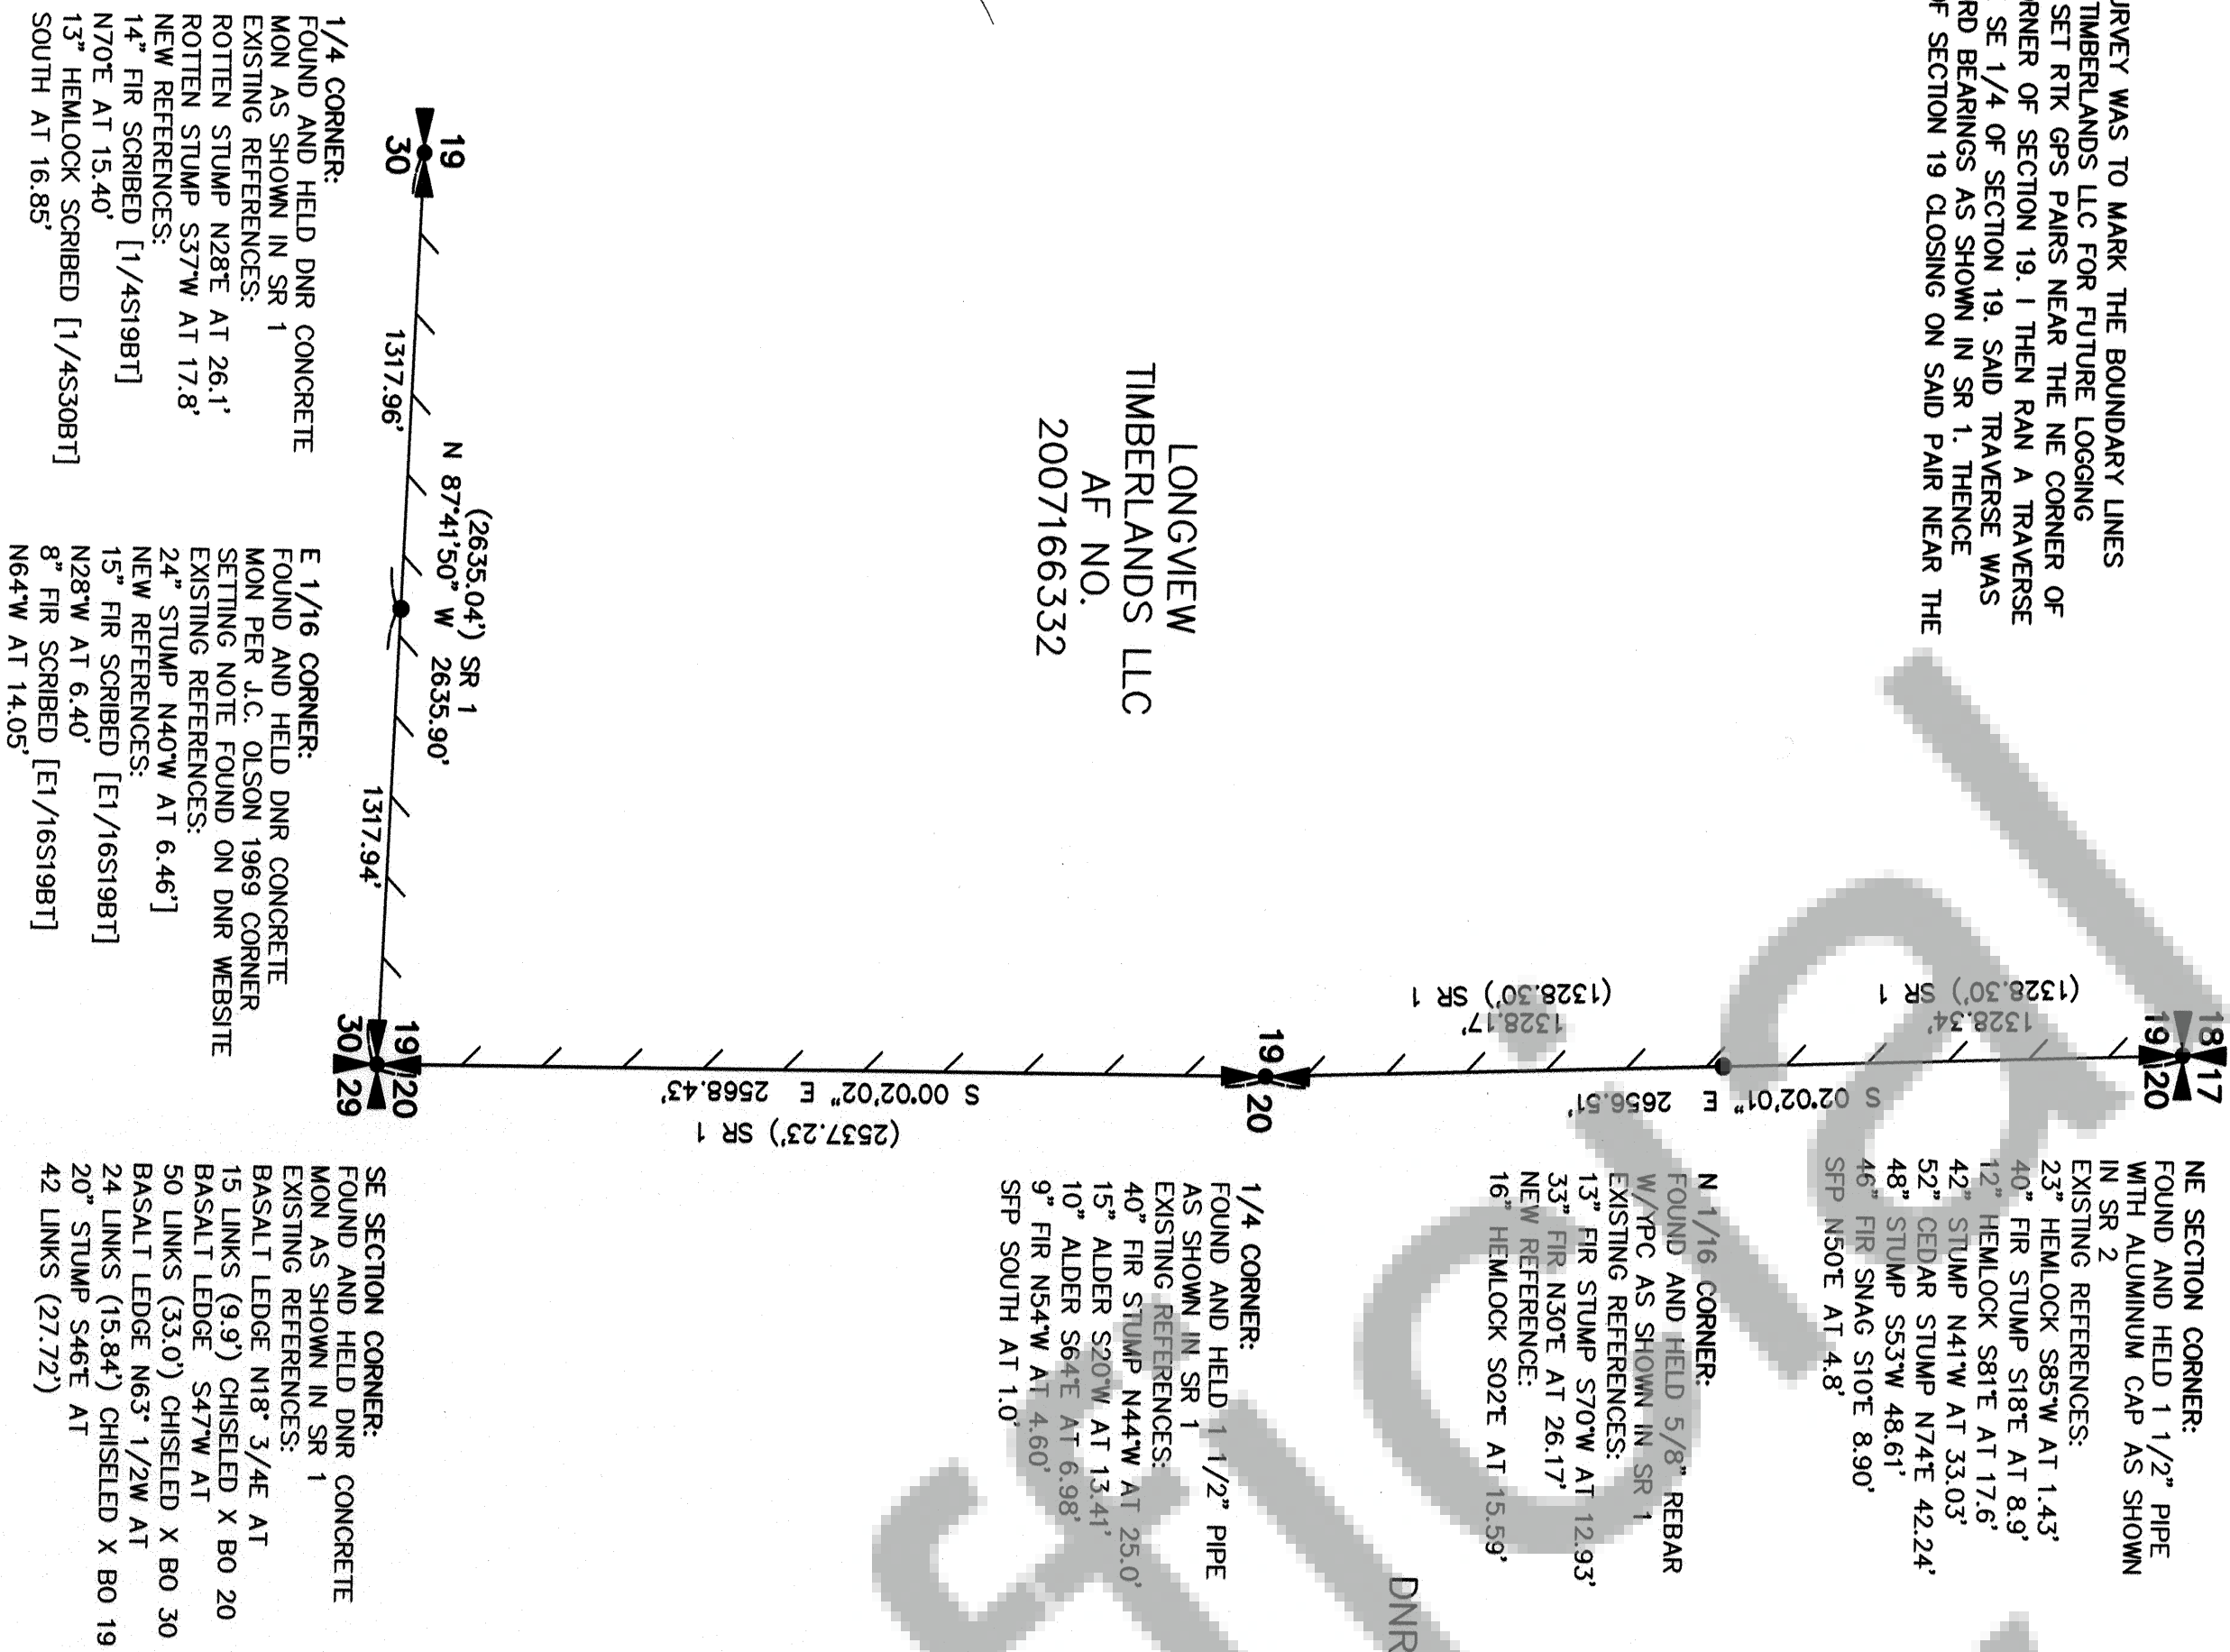 URVEY WAS TO MARK THE BOUNDARY LINES
TIMBERLANDS LLC FOR FUTURE LOGGING
SET RTK GPS PAIRS NEAR THE NE CORNER OF
RNER OF SECTION 19. I THEN RAN A TRAVERSE
SE 1/4 OF SECTION 19. SAID TRAVERSE WAS
RD BEARINGS AS SHOWN IN SR 1. THENCE
OF SECTION 19 CLOSING ON SAID PAIR NEAR THE
18 17
19 20
NE SECTION CORNER:
FOUND AND HELD 1 1/2" PIPE
WITH ALUMINUM CAP AS SHOWN
IN SR 2
EXISTING REFERENCES:
23" HEMLOCK S85°W AT 1.43'
40" FIR STUMP S18°E AT 8.9'
12" HEMLOCK S81°E AT 17.6'
42" STUMP N41°W AT 33.03'
52" CEDAR STUMP N74°E 42.24'
48" STUMP S53°W 48.61'
46" FIR SNAG S10°E 8.90'
SFP N50°E AT 4.8'
(1328.30') SR 1
1328.34'
S 02°02'01" E 2656.51'
(1328.30') SR 1
1328.17'
N 1/16 CORNER:
FOUND AND HELD 5/8" REBAR
W/YPC AS SHOWN IN SR 1
EXISTING REFERENCES:
13" FIR STUMP S70°W AT 12.93'
33" FIR N30°E AT 26.17'
NEW REFERENCE:
16" HEMLOCK S02°E AT 15.59'
DNR
19 20
1/4 CORNER:
FOUND AND HELD 1 1/2" PIPE
AS SHOWN IN SR 1
EXISTING REFERENCES:
40" FIR STUMP N44°W AT 25.0'
15" ALDER S20°W AT 13.41'
10" ALDER S64°E AT 6.98'
9" FIR N54°W AT 4.60'
SFP SOUTH AT 1.0'
LONGVIEW
TIMBERLANDS LLC
AF NO.
2007166332
S 00°02'02" E 2568.43'
(2537.23') SR 1
19
30
(2635.04') SR 1
N 87°41'50" W 2635.90'
1317.96'
1317.94'
19 20
30 29
1/4 CORNER:
FOUND AND HELD DNR CONCRETE
MON AS SHOWN IN SR 1
EXISTING REFERENCES:
ROTTEN STUMP N28°E AT 26.1'
ROTTEN STUMP S37°W AT 17.8'
NEW REFERENCES:
14" FIR SCRIBED [1/4S19BT]
N70°E AT 15.40'
13" HEMLOCK SCRIBED [1/4S30BT]
SOUTH AT 16.85'
E 1/16 CORNER:
FOUND AND HELD DNR CONCRETE
MON PER J.C. OLSON 1969 CORNER
SETTING NOTE FOUND ON DNR WEBSITE
EXISTING REFERENCES:
24" STUMP N40°W AT 6.46']
NEW REFERENCES:
15" FIR SCRIBED [E1/16S19BT]
N28°W AT 6.40'
8" FIR SCRIBED [E1/16S19BT]
N64°W AT 14.05'
SE SECTION CORNER:
FOUND AND HELD DNR CONCRETE
MON AS SHOWN IN SR 1
EXISTING REFERENCES:
BASALT LEDGE N18° 3/4E AT
15 LINKS (9.9') CHISELED X BO 20
BASALT LEDGE S47°W AT
50 LINKS (33.0') CHISELED X BO 30
BASALT LEDGE N63° 1/2W AT
24 LINKS (15.84') CHISELED X BO 19
20" STUMP S46°E AT
42 LINKS (27.72')